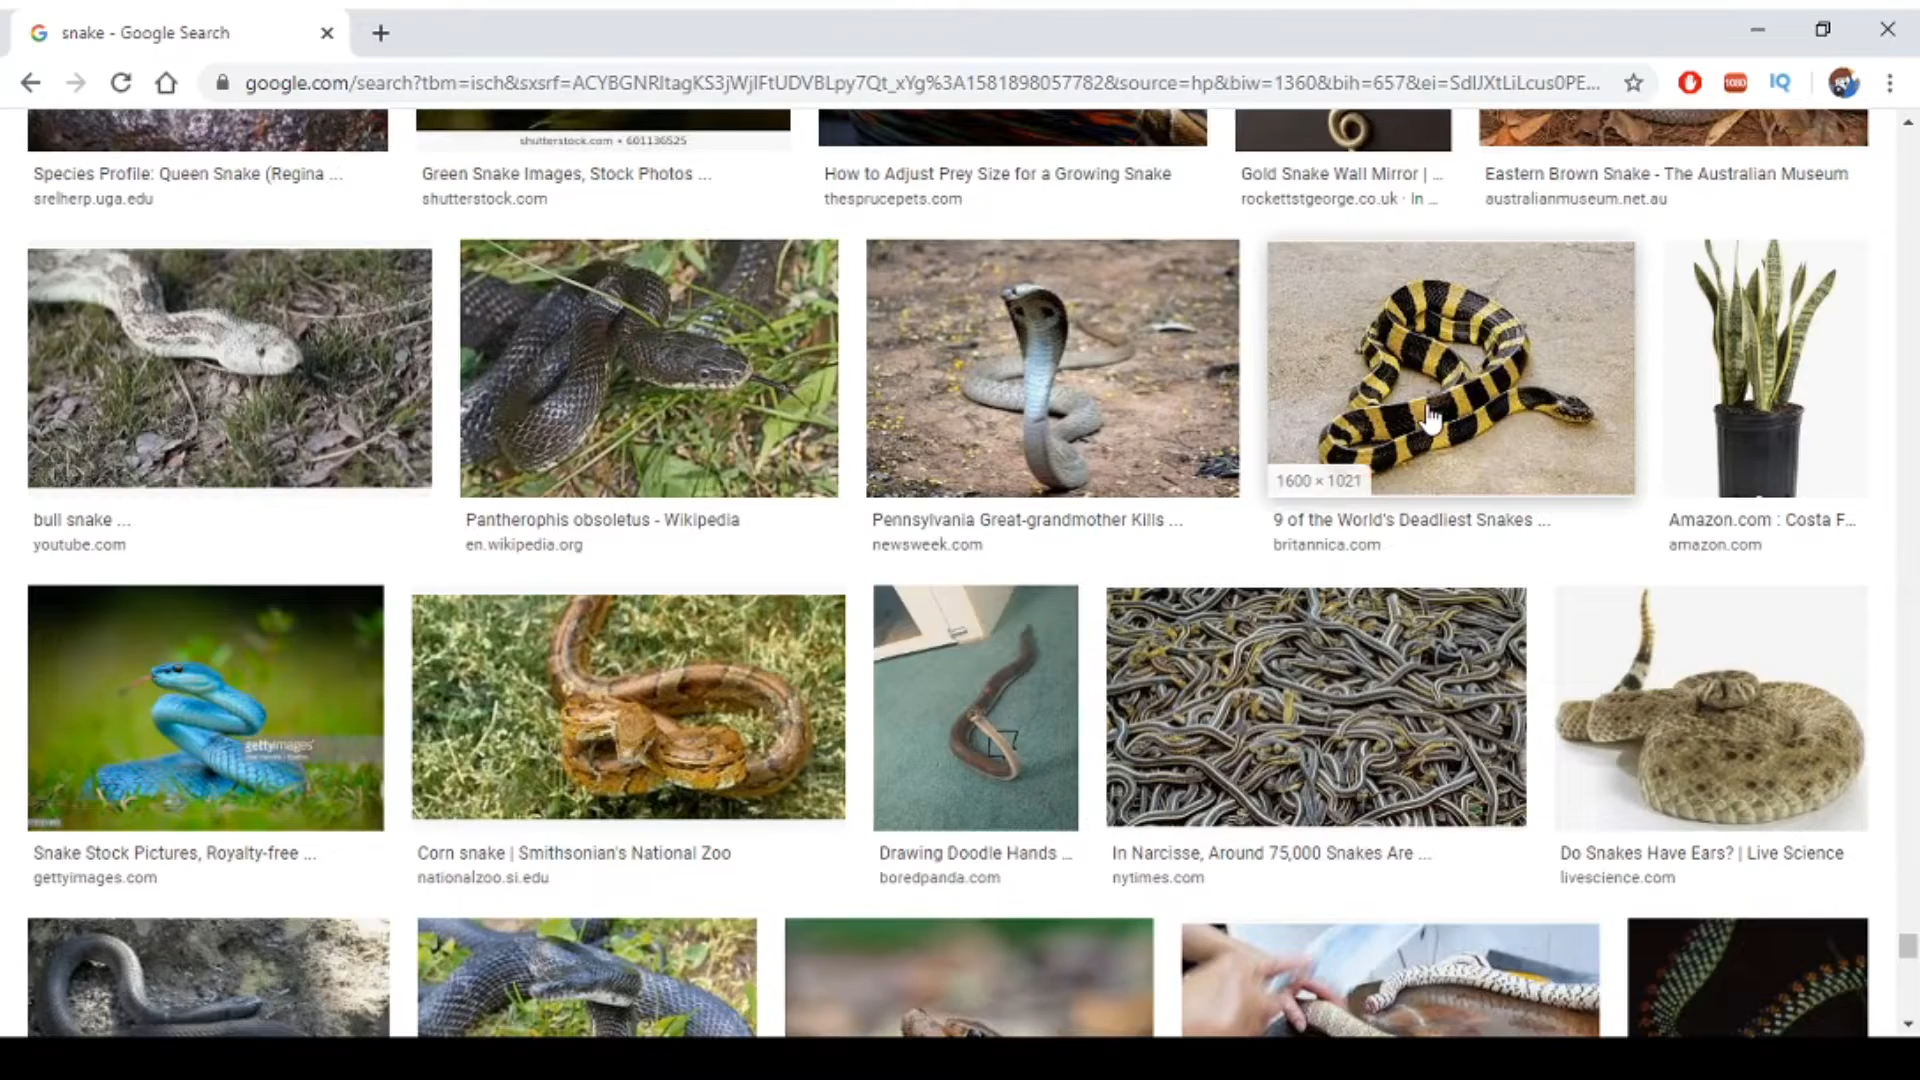 snake - Google Search
google.com/search?tbm=isch&sxsrf=ACYBGNRltagKS3jWjlFtUDVBLpy7Qt_xYg%3A1581898057782&source=hp&biw=1360&bih=657&ei=SdlJXtLiLcus0PE...
1080
IQ
shutterstock.com • 601136525
Species Profile: Queen Snake (Regina ...
srelherp.uga.edu
Green Snake Images, Stock Photos ...
shutterstock.com
How to Adjust Prey Size for a Growing Snake
thesprucepets.com
Gold Snake Wall Mirror | ...
rockettstgeorge.co.uk · In ...
Eastern Brown Snake - The Australian Museum
australianmuseum.net.au
1600 × 1021
bull snake ...
youtube.com
Pantherophis obsoletus - Wikipedia
en.wikipedia.org
Pennsylvania Great-grandmother Kills ...
newsweek.com
9 of the World's Deadliest Snakes ...
britannica.com
Amazon.com : Costa F...
amazon.com
gettyimages
Snake Stock Pictures, Royalty-free ...
gettyimages.com
Corn snake | Smithsonian's National Zoo
nationalzoo.si.edu
Drawing Doodle Hands ...
boredpanda.com
In Narcisse, Around 75,000 Snakes Are ...
nytimes.com
Do Snakes Have Ears? | Live Science
livescience.com